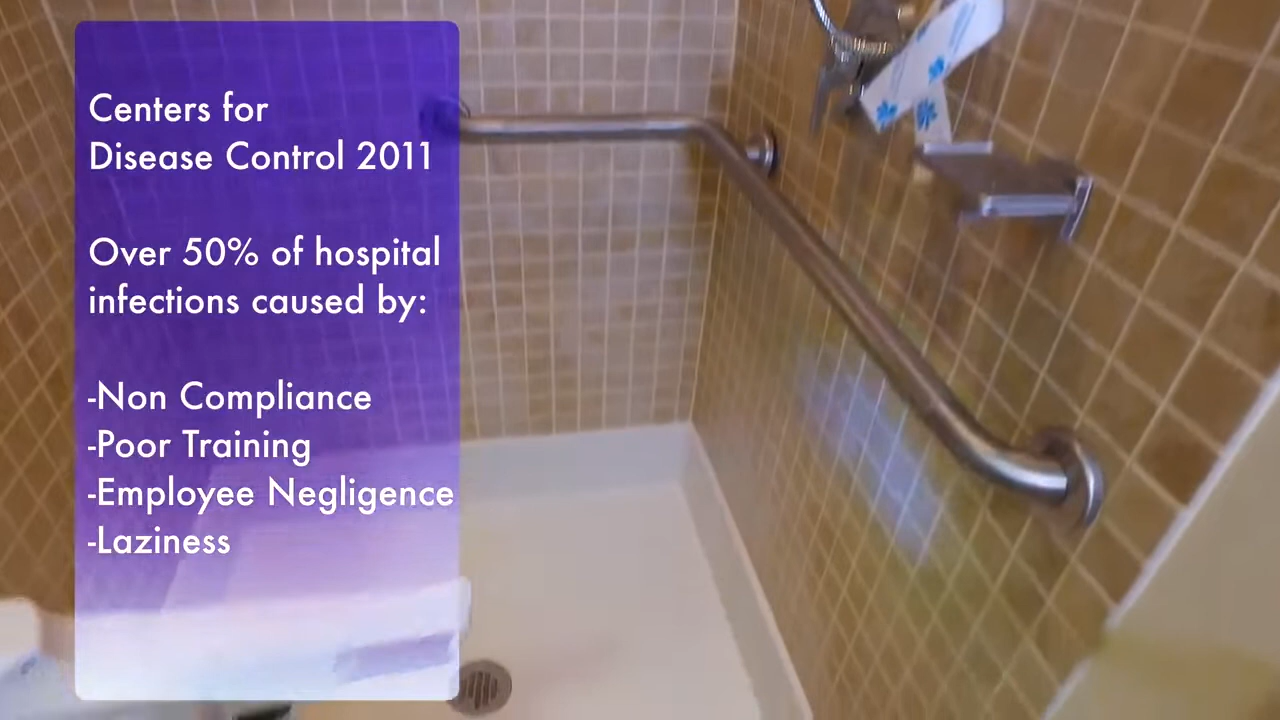 Centers for
Disease Control 2011
Over 50% of hospital
infections caused by:
-Non Compliance
-Poor Training
-Employee Negligence
-Laziness